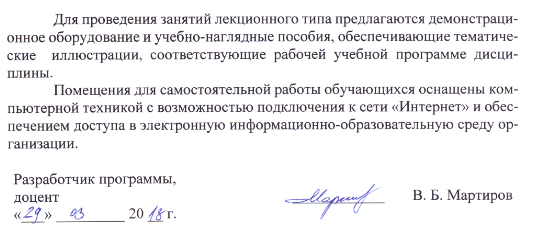 Для проведения занятий лекционного типа предлагаются демонстраци-
онное оборудование и учебно-наглядные пособия, обеспечивающие тематиче-
ские иллюстрации, соответствующие рабочей учебной программе дисци-
плины.
Помещения для самостоятельной работы обучающихся оснащены ком-
пьютерной техникой с возможностью подключения к сети «Интернет» и обес-
печением доступа в электронную информационно-образовательную среду ор-
ганизации.
Разработчик программы,
доцент В. Б. Мартиров
«29» 03 2018 г.